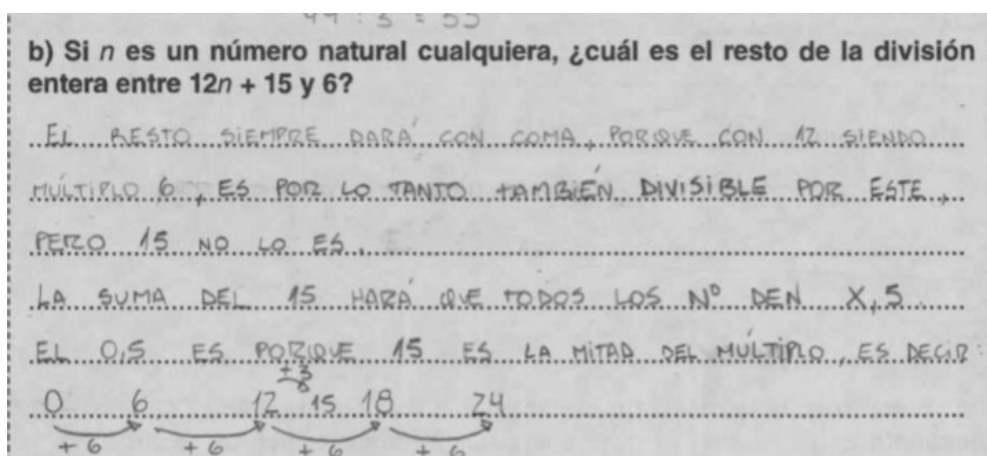 b) Si n es un número natural cualquiera, ¿cuál es el resto de la división
entera entre 12n + 15 y 6?
EL RESTO SIEMPRE DARÁ CON COMA, PORQUE CON 12 SIENDO
MÚLTIPLO 6, ES POR LO TANTO TAMBIÉN DIVISIBLE POR ESTE,
PERO 15 NO LO ES.
LA SUMA DEL 15 HARÁ QUE TODOS LOS Nº DEN X,5.
EL 0,5 ES PORQUE 15 ES LA MITAD DEL MÚLTIPLO, ES DECIR:
+3
0 6 12 15 18 24
+6 +6 +6 +6